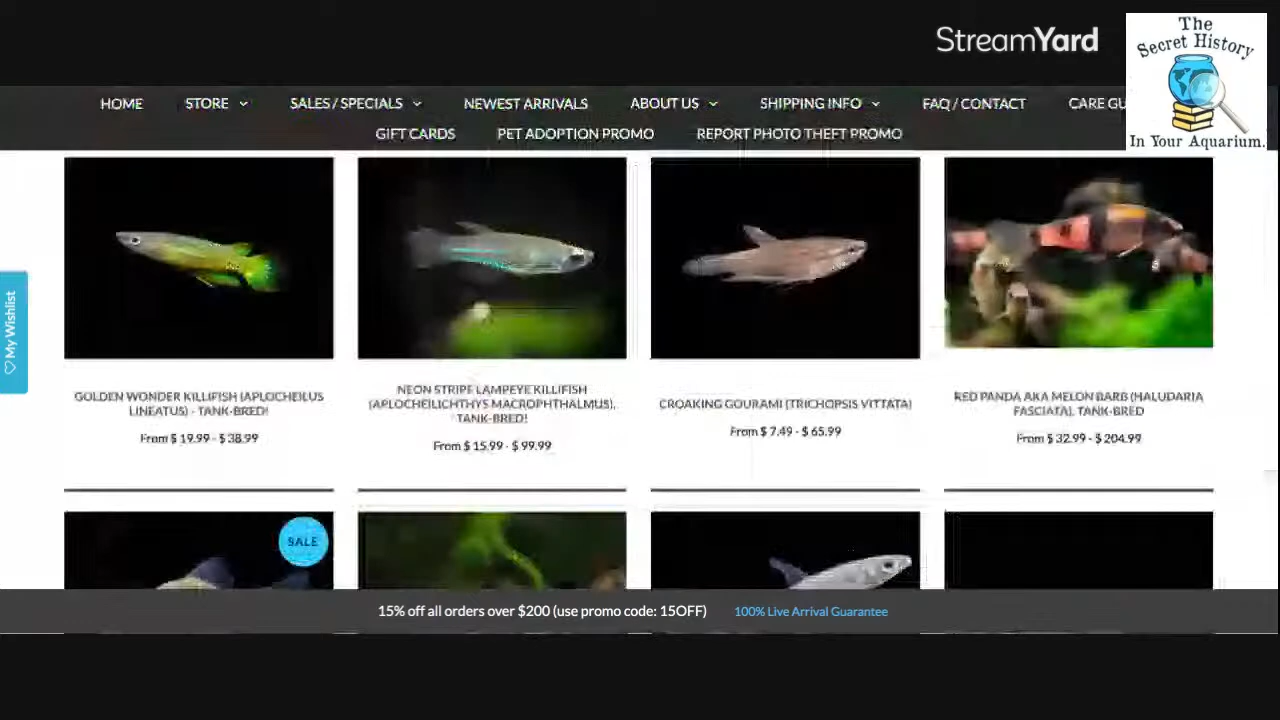 StreamYard
The
Secret History
In Your Aquarium.
HOME STORE SALES / SPECIALS NEWEST ARRIVALS ABOUT US SHIPPING INFO FAQ / CONTACT CARE GU
GIFT CARDS PET ADOPTION PROMO REPORT PHOTO THEFT PROMO
My Wishlist
GOLDEN WONDER KILLIFISH (APLOCHEILUS
LINEATUS) - TANK-BRED!
From $ 19.99 - $ 38.99
NEON STRIPE LAMPEYE KILLIFISH
(APLOCHEILICHTHYS MACROPHTHALMUS),
TANK-BRED!
From $ 15.99 - $ 99.99
CROAKING GOURAMI (TRICHOPSIS VITTATA)
From $ 7.49 - $ 65.99
RED PANDA AKA MELON BARB (HALUDARIA
FASCIATA), TANK-BRED
From $ 32.99 - $ 204.99
SALE
15% off all orders over $200 (use promo code: 15OFF) 100% Live Arrival Guarantee